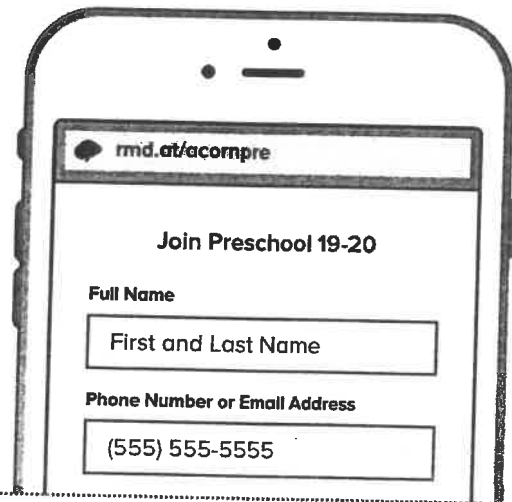 rmd.at/acornpre
Join Preschool 19-20
Full Name
First and Last Name
Phone Number or Email Address
(555) 555-5555